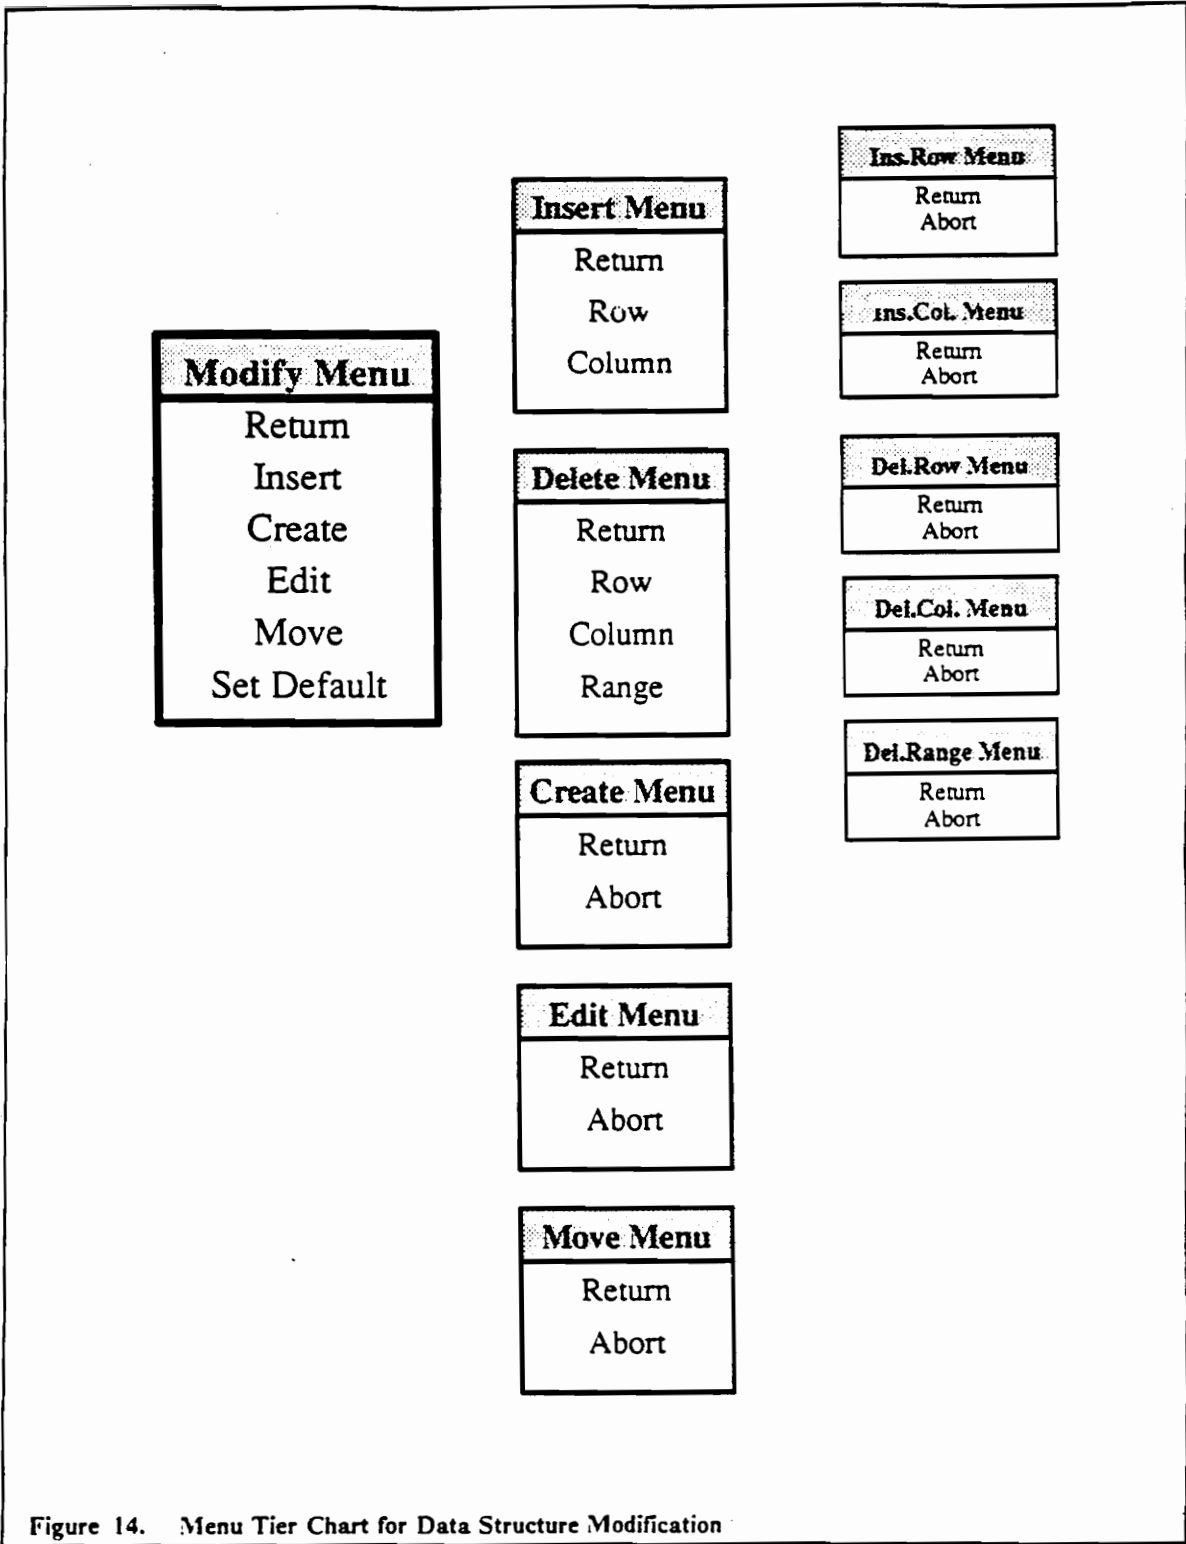 Modify Menu
Return
Insert
Create
Edit
Move
Set Default
Insert Menu
Return
Row
Column
Delete Menu
Return
Row
Column
Range
Create Menu
Return
Abort
Edit Menu
Return
Abort
Move Menu
Return
Abort
Ins.Row Menu
Return
Abort
Ins.Col. Menu
Return
Abort
Del.Row Menu
Return
Abort
Del.Col. Menu
Return
Abort
Del.Range Menu
Return
Abort
Figure 14. Menu Tier Chart for Data Structure Modification